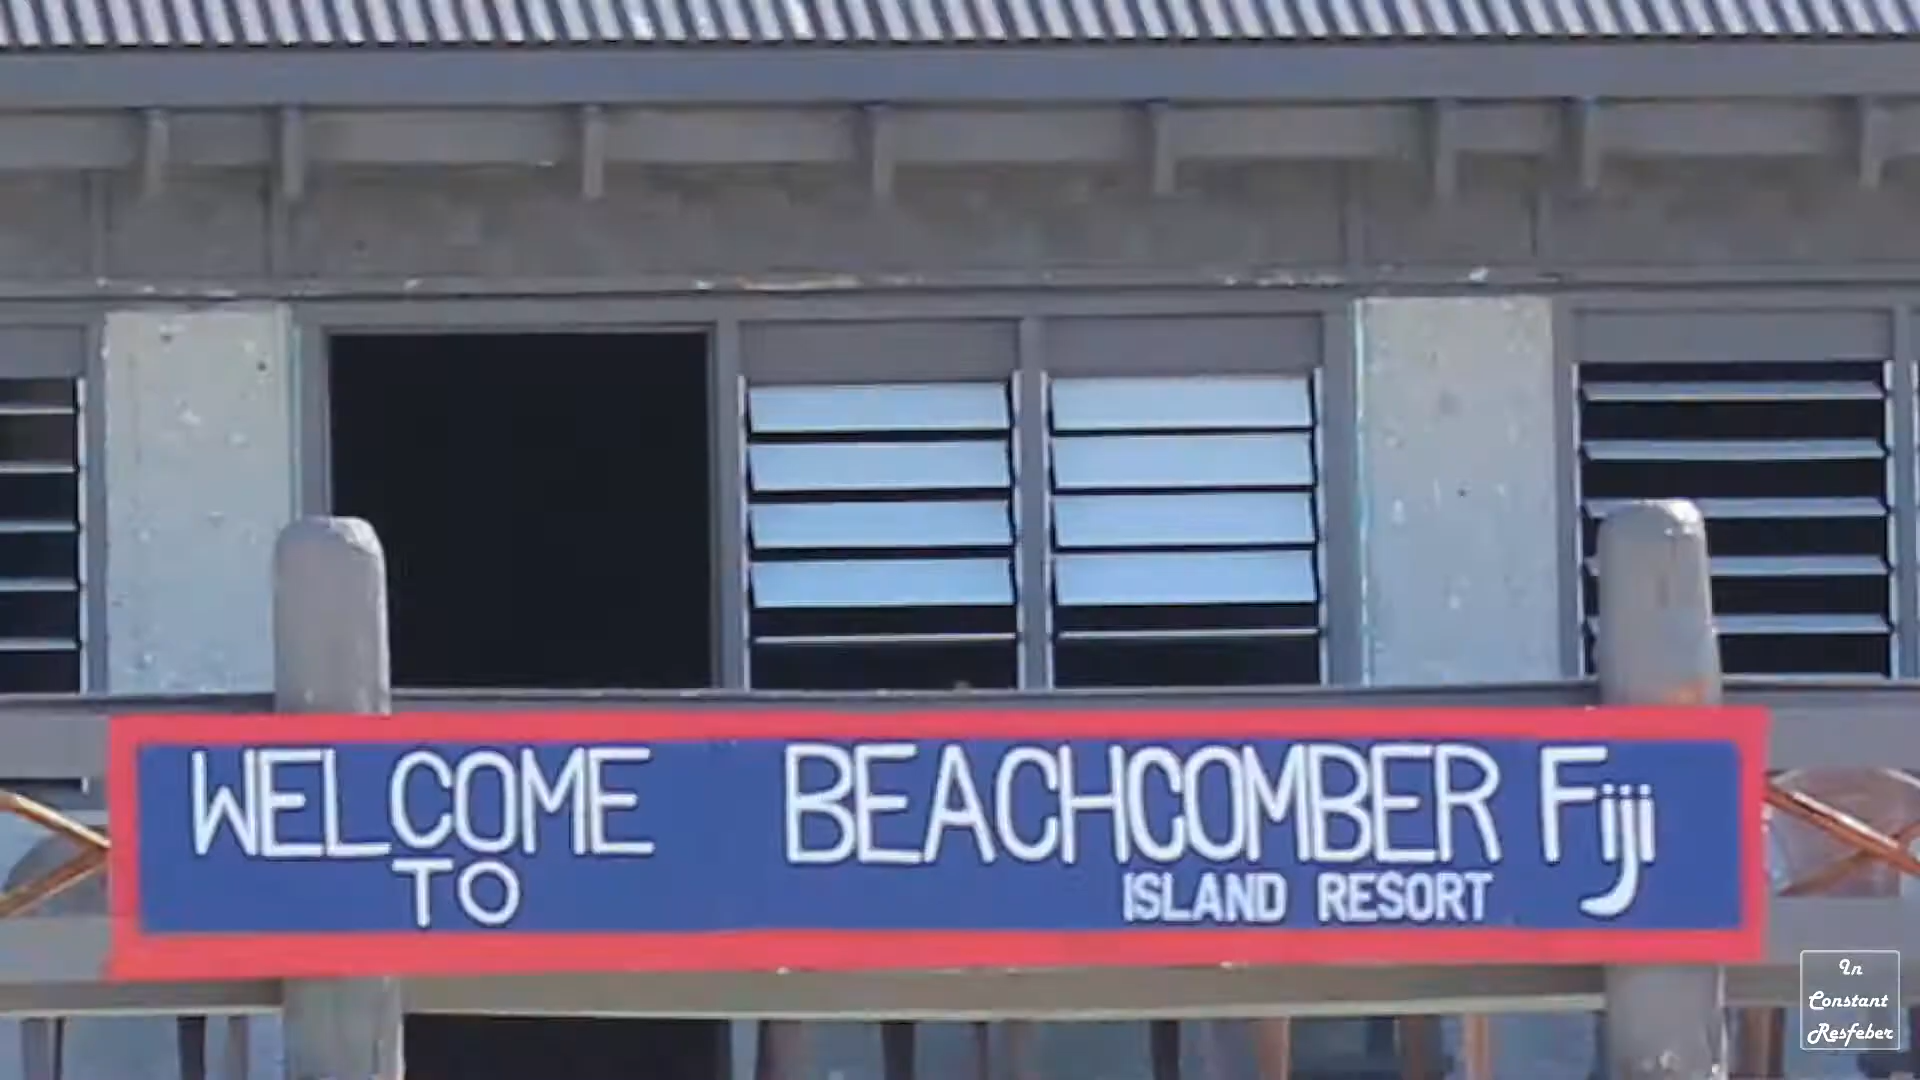 WELCOME TO
BEACHCOMBER Fiji
ISLAND RESORT
In
Constant
Resfeber